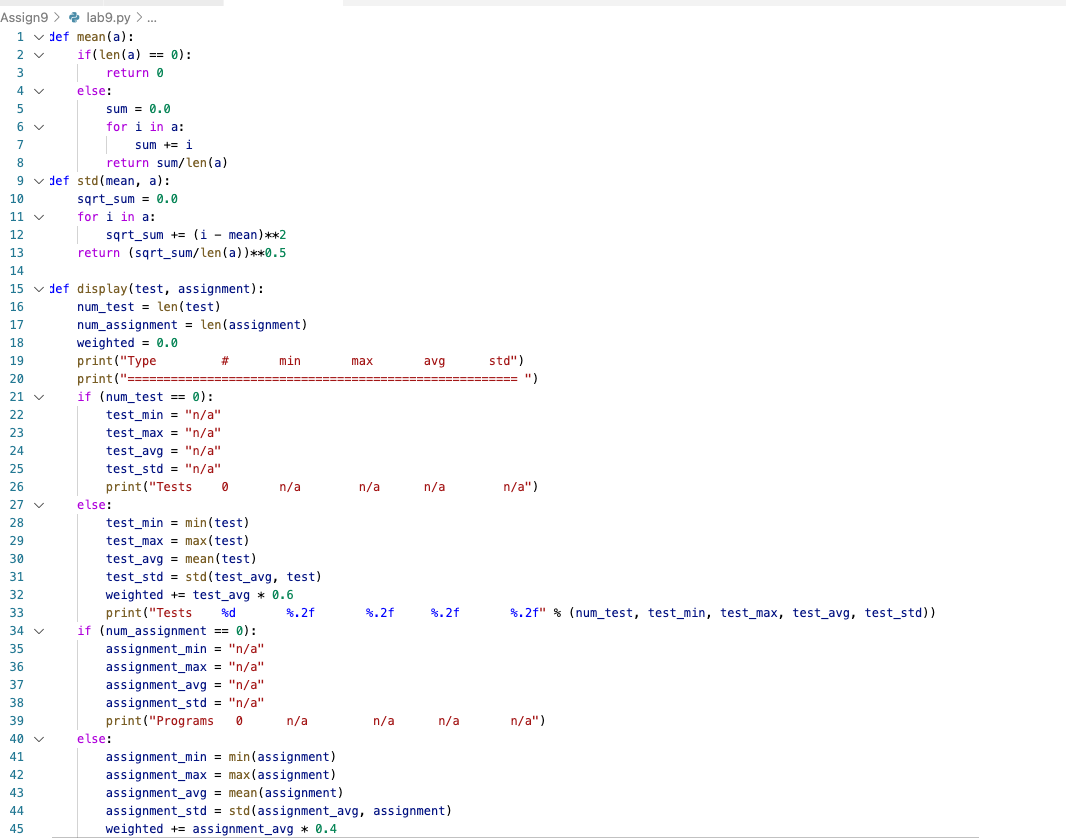 Assign9 > lab9.py > ...
1 def mean(a):
2     if(len(a) == 0):
3         return 0
4     else:
5         sum = 0.0
6         for i in a:
7             sum += i
8         return sum/len(a)
9 def std(mean, a):
10     sqrt_sum = 0.0
11     for i in a:
12         sqrt_sum += (i - mean)**2
13     return (sqrt_sum/len(a))**0.5
14
15 def display(test, assignment):
16     num_test = len(test)
17     num_assignment = len(assignment)
18     weighted = 0.0
19     print("Type         #       min       max       avg      std")
20     print("====================================================== ")
21     if (num_test == 0):
22         test_min = "n/a"
23         test_max = "n/a"
24         test_avg = "n/a"
25         test_std = "n/a"
26         print("Tests    0       n/a        n/a      n/a        n/a")
27     else:
28         test_min = min(test)
29         test_max = max(test)
30         test_avg = mean(test)
31         test_std = std(test_avg, test)
32         weighted += test_avg * 0.6
33         print("Tests    %d       %.2f       %.2f     %.2f       %.2f" % (num_test, test_min, test_max, test_avg, test_std))
34     if (num_assignment == 0):
35         assignment_min = "n/a"
36         assignment_max = "n/a"
37         assignment_avg = "n/a"
38         assignment_std = "n/a"
39         print("Programs   0      n/a         n/a      n/a       n/a")
40     else:
41         assignment_min = min(assignment)
42         assignment_max = max(assignment)
43         assignment_avg = mean(assignment)
44         assignment_std = std(assignment_avg, assignment)
45         weighted += assignment_avg * 0.4